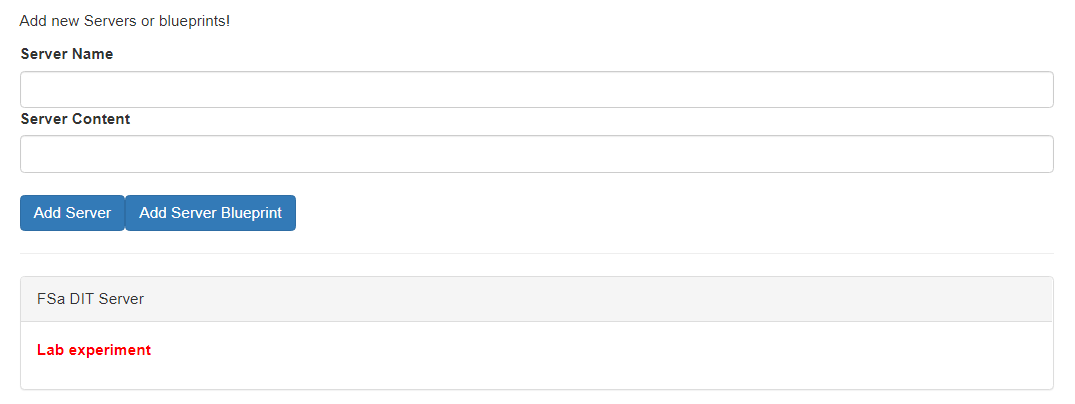 Add new Servers or blueprints!
Server Name
Server Content
Add Server Add Server Blueprint
FSa DIT Server
Lab experiment